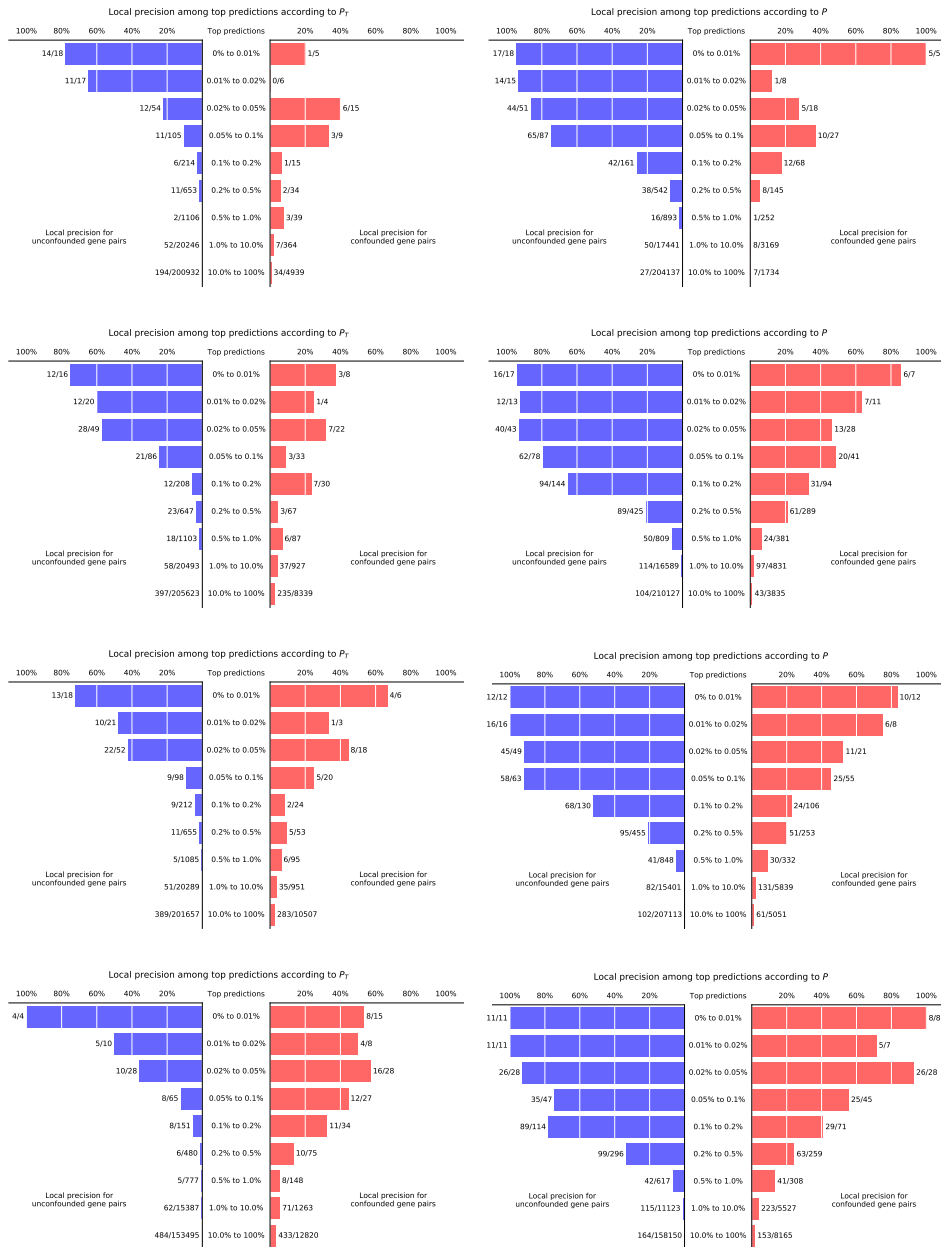 Local precision among top predictions according to P_T
100% 80% 60% 40% 20% Top predictions 20% 40% 60% 80% 100%
14/18 0% to 0.01% 1/5
11/17 0.01% to 0.02% 0/6
12/54 0.02% to 0.05% 6/15
11/105 0.05% to 0.1% 3/9
6/214 0.1% to 0.2% 1/15
11/653 0.2% to 0.5% 2/34
2/1106 0.5% to 1.0% 3/39
Local precision for unconfounded gene pairs
Local precision for confounded gene pairs
52/20246 1.0% to 10.0% 7/364
194/200932 10.0% to 100% 34/4939
Local precision among top predictions according to P
100% 80% 60% 40% 20% Top predictions 20% 40% 60% 80% 100%
17/18 0% to 0.01% 5/5
14/15 0.01% to 0.02% 1/8
44/51 0.02% to 0.05% 5/18
65/87 0.05% to 0.1% 10/27
42/161 0.1% to 0.2% 12/68
38/542 0.2% to 0.5% 8/145
16/893 0.5% to 1.0% 1/252
Local precision for unconfounded gene pairs
Local precision for confounded gene pairs
50/17441 1.0% to 10.0% 8/3169
27/204137 10.0% to 100% 7/1734
Local precision among top predictions according to P_T
100% 80% 60% 40% 20% Top predictions 20% 40% 60% 80% 100%
12/16 0% to 0.01% 3/8
12/20 0.01% to 0.02% 1/4
28/49 0.02% to 0.05% 7/22
21/86 0.05% to 0.1% 3/33
12/208 0.1% to 0.2% 7/30
23/647 0.2% to 0.5% 3/67
18/1103 0.5% to 1.0% 6/87
Local precision for unconfounded gene pairs
Local precision for confounded gene pairs
58/20493 1.0% to 10.0% 37/927
397/205623 10.0% to 100% 235/8339
Local precision among top predictions according to P
100% 80% 60% 40% 20% Top predictions 20% 40% 60% 80% 100%
16/17 0% to 0.01% 6/7
12/13 0.01% to 0.02% 7/11
40/43 0.02% to 0.05% 13/28
62/78 0.05% to 0.1% 20/41
94/144 0.1% to 0.2% 31/94
89/425 0.2% to 0.5% 61/289
50/809 0.5% to 1.0% 24/381
Local precision for unconfounded gene pairs
Local precision for confounded gene pairs
114/16589 1.0% to 10.0% 97/4831
104/210127 10.0% to 100% 43/3835
Local precision among top predictions according to P_T
100% 80% 60% 40% 20% Top predictions 20% 40% 60% 80% 100%
13/18 0% to 0.01% 4/6
10/21 0.01% to 0.02% 1/3
22/52 0.02% to 0.05% 8/18
9/98 0.05% to 0.1% 5/20
9/212 0.1% to 0.2% 2/24
11/655 0.2% to 0.5% 5/53
5/1085 0.5% to 1.0% 6/95
Local precision for unconfounded gene pairs
Local precision for confounded gene pairs
51/20289 1.0% to 10.0% 35/951
389/201657 10.0% to 100% 283/10507
Local precision among top predictions according to P
100% 80% 60% 40% 20% Top predictions 20% 40% 60% 80% 100%
12/12 0% to 0.01% 10/12
16/16 0.01% to 0.02% 6/8
45/49 0.02% to 0.05% 11/21
58/63 0.05% to 0.1% 25/55
68/130 0.1% to 0.2% 24/106
95/455 0.2% to 0.5% 51/253
41/848 0.5% to 1.0% 30/332
Local precision for unconfounded gene pairs
Local precision for confounded gene pairs
82/15401 1.0% to 10.0% 131/5839
102/207113 10.0% to 100% 61/5051
Local precision among top predictions according to P_T
100% 80% 60% 40% 20% Top predictions 20% 40% 60% 80% 100%
4/4 0% to 0.01% 8/15
5/10 0.01% to 0.02% 4/8
10/28 0.02% to 0.05% 16/28
8/65 0.05% to 0.1% 12/27
8/151 0.1% to 0.2% 11/34
6/480 0.2% to 0.5% 10/75
5/777 0.5% to 1.0% 8/148
Local precision for unconfounded gene pairs
Local precision for confounded gene pairs
62/15387 1.0% to 10.0% 71/1263
484/153495 10.0% to 100% 433/12820
Local precision among top predictions according to P
100% 80% 60% 40% 20% Top predictions 20% 40% 60% 80% 100%
11/11 0% to 0.01% 8/8
11/11 0.01% to 0.02% 5/7
26/28 0.02% to 0.05% 26/28
35/47 0.05% to 0.1% 25/45
89/114 0.1% to 0.2% 29/71
99/296 0.2% to 0.5% 63/259
42/617 0.5% to 1.0% 41/308
Local precision for unconfounded gene pairs
Local precision for confounded gene pairs
115/11123 1.0% to 10.0% 223/5527
164/158150 10.0% to 100% 153/8165